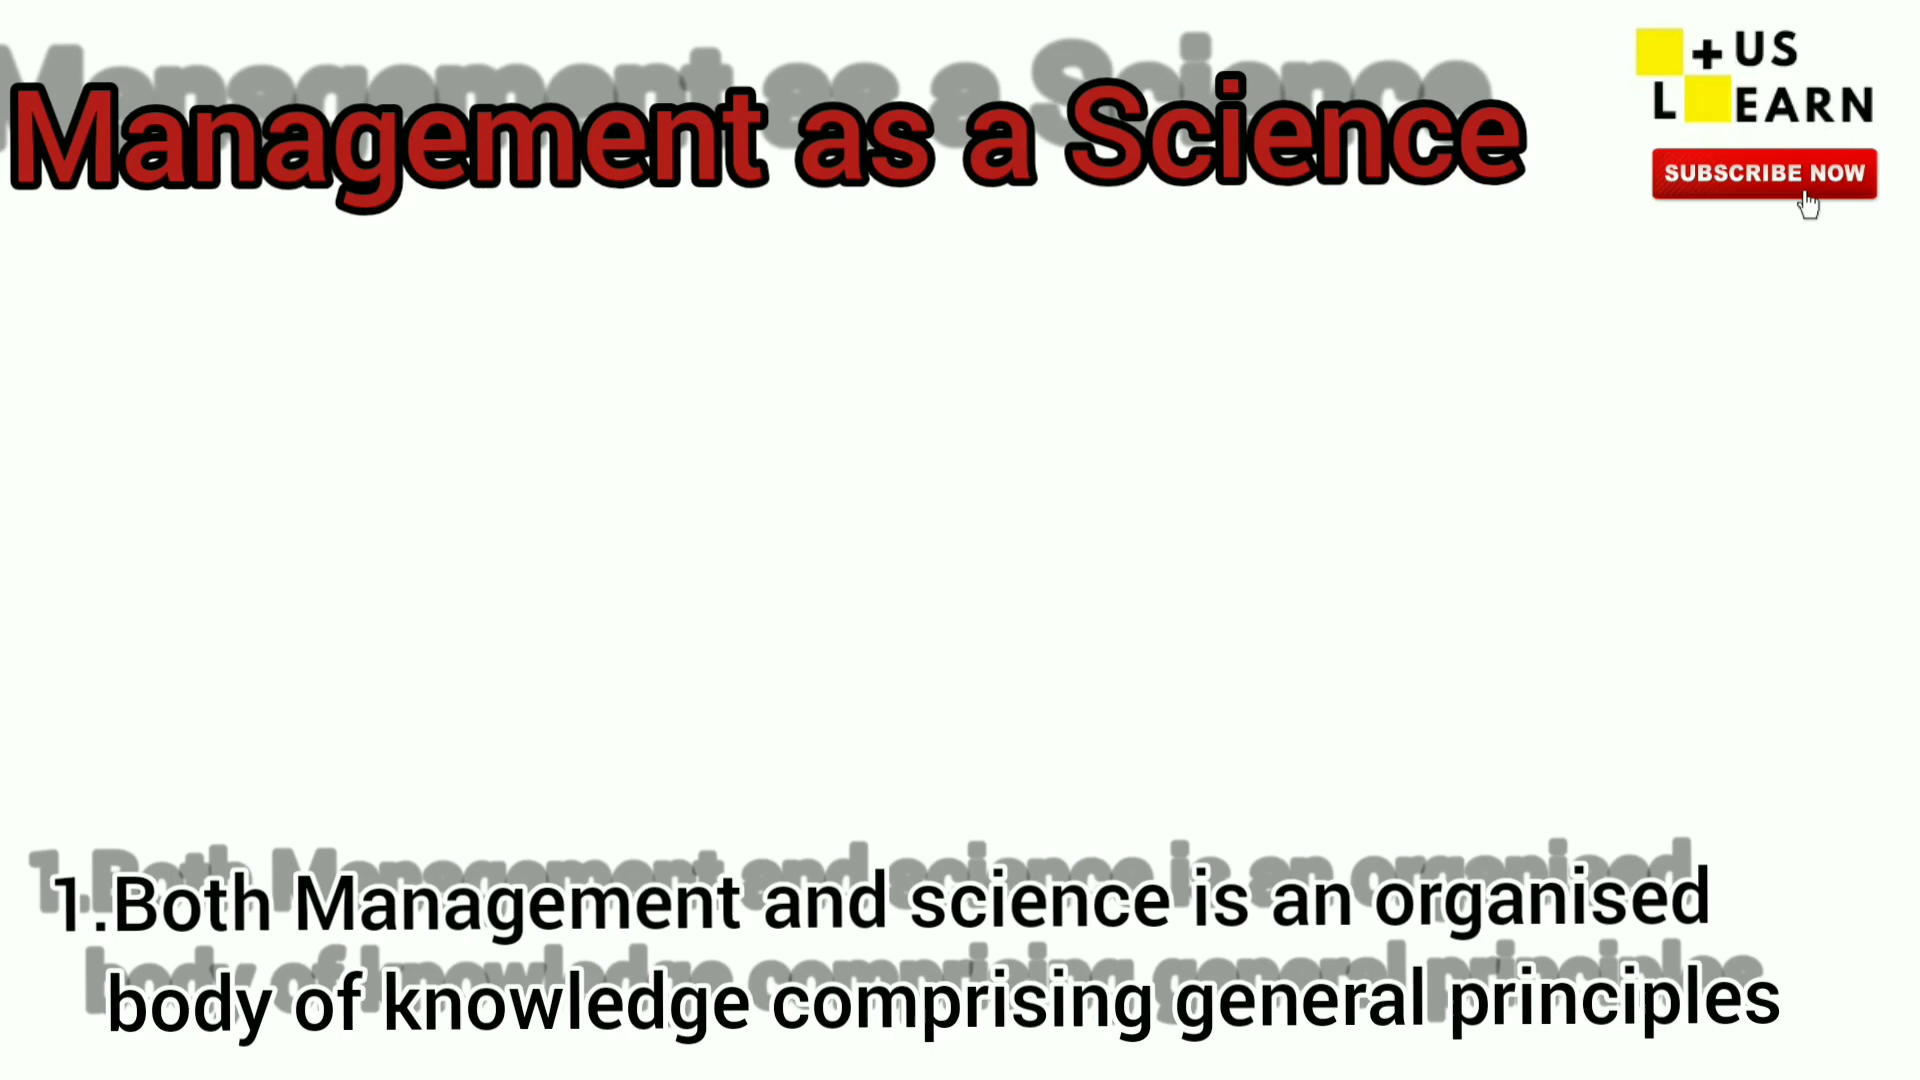 Management as a Science
+US
LEARN
SUBSCRIBE NOW
1.Both Management and science is an organised
body of knowledge comprising general principles